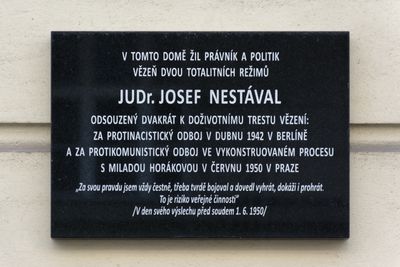 V TOMTO DOMĚ ŽIL PRÁVNÍK A POLITIK
VĚZEŇ DVOU TOTALITNÍCH REŽIMŮ
JUDr. JOSEF NESTÁVAL
ODSOUZENÝ DVAKRÁT K DOŽIVOTNÍMU TRESTU VĚZENÍ:
ZA PROTINACISTICKÝ ODBOJ V DUBNU 1942 V BERLÍNĚ
A ZA PROTIKOMUNISTICKÝ ODBOJ VE VYKONSTRUOVANÉM PROCESU
S MILADOU HORÁKOVOU V ČERVNU 1950 V PRAZE
„Za svou pravdu jsem vždy čestně, třeba tvrdě bojoval a dovedl vyhrát, dokáži i prohrát.
To je riziko veřejné činnosti“
/V den svého výslechu před soudem 1. 6. 1950/